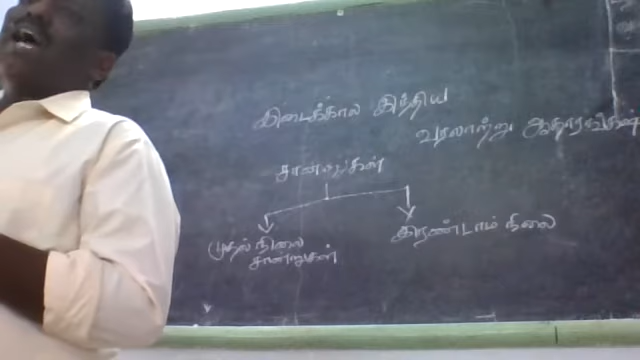 இடைக்கால இந்திய
வரலாற்று ஆதாரங்கள்
சான்றுகள்
முதல் நிலை
சான்றுகள்
இரண்டாம் நிலை